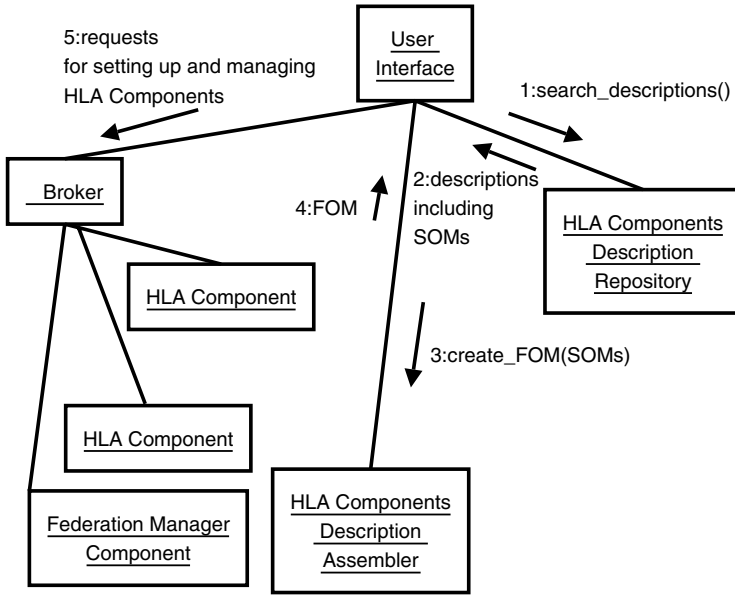 5:requests
for setting up and managing
HLA Components
User
Interface
1:search_descriptions()
Broker
4:FOM
2:descriptions
including
SOMs
HLA Components
Description
Repository
HLA Component
3:create_FOM(SOMs)
HLA Component
HLA Components
Description
Assembler
Federation Manager
Component